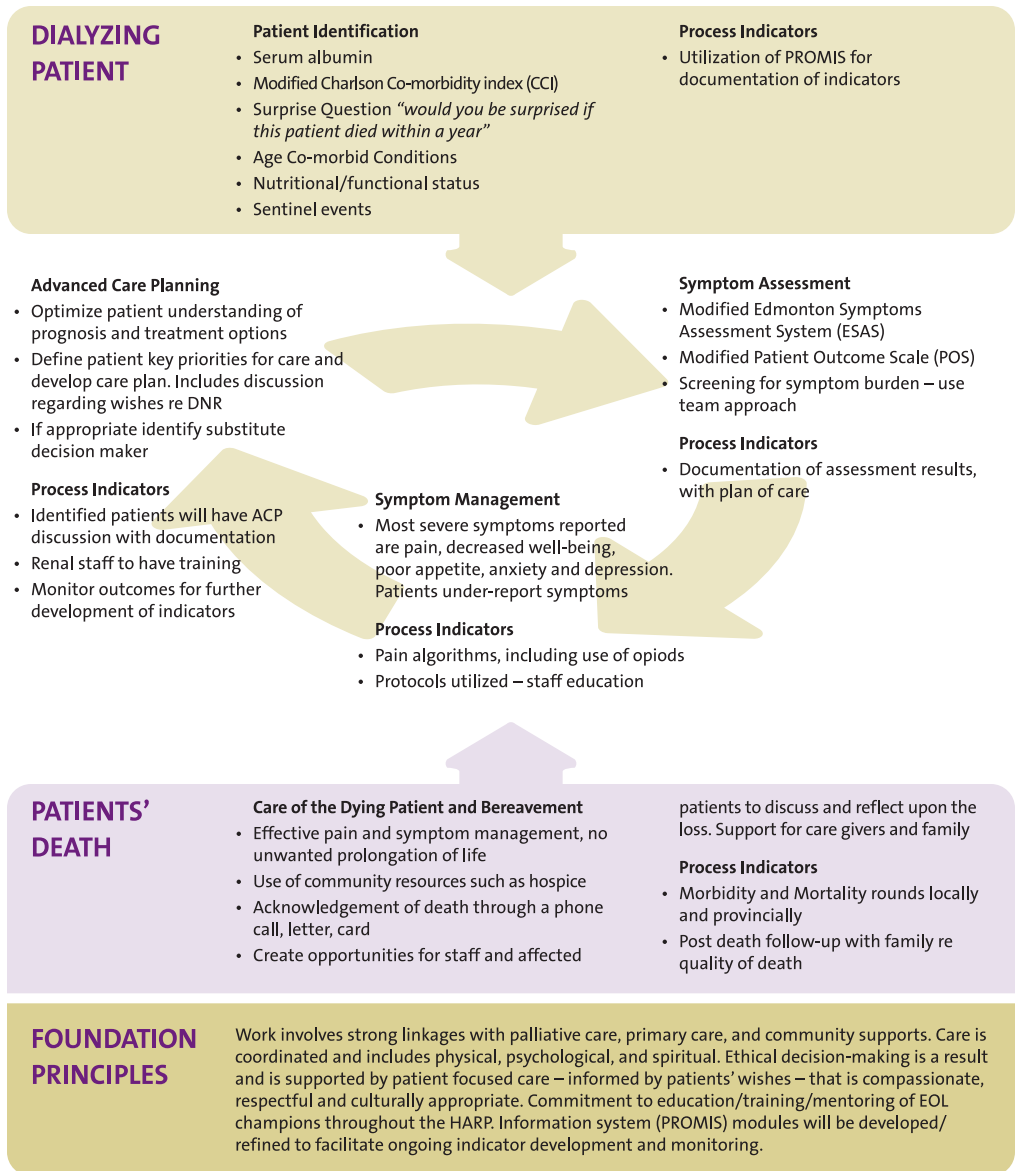 DIALYZING
PATIENT
Patient Identification
• Serum albumin
• Modified Charlson Co-morbidity index (CCI)
• Surprise Question “would you be surprised if
this patient died within a year”
• Age Co-morbid Conditions
• Nutritional/functional status
• Sentinel events
Process Indicators
• Utilization of PROMIS for
documentation of indicators
Advanced Care Planning
• Optimize patient understanding of
prognosis and treatment options
• Define patient key priorities for care and
develop care plan. Includes discussion
regarding wishes re DNR
• If appropriate identify substitute
decision maker
Process Indicators
• Identified patients will have ACP
discussion with documentation
• Renal staff to have training
• Monitor outcomes for further
development of indicators
Symptom Assessment
• Modified Edmonton Symptoms
Assessment System (ESAS)
• Modified Patient Outcome Scale (POS)
• Screening for symptom burden – use
team approach
Process Indicators
• Documentation of assessment results,
with plan of care
Symptom Management
• Most severe symptoms reported
are pain, decreased well-being,
poor appetite, anxiety and depression.
Patients under-report symptoms
Process Indicators
• Pain algorithms, including use of opiods
• Protocols utilized – staff education
PATIENTS’
DEATH
Care of the Dying Patient and Bereavement
• Effective pain and symptom management, no
unwanted prolongation of life
• Use of community resources such as hospice
• Acknowledgement of death through a phone
call, letter, card
• Create opportunities for staff and affected
patients to discuss and reflect upon the
loss. Support for care givers and family
Process Indicators
• Morbidity and Mortality rounds locally
and provincially
• Post death follow-up with family re
quality of death
FOUNDATION
PRINCIPLES
Work involves strong linkages with palliative care, primary care, and community supports. Care is
coordinated and includes physical, psychological, and spiritual. Ethical decision-making is a result
and is supported by patient focused care – informed by patients’ wishes – that is compassionate,
respectful and culturally appropriate. Commitment to education/training/mentoring of EOL
champions throughout the HARP. Information system (PROMIS) modules will be developed/
refined to facilitate ongoing indicator development and monitoring.